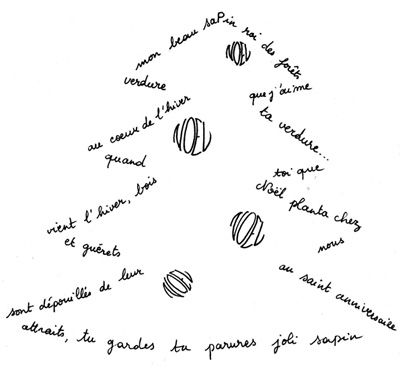 mon beau saPin roi des forêts
que j'aime
ta verdure...
toi que
Noël planta chez
nous
au saint anniversaire
verdure
au coeur de l'hiver
quand
vient l'hiver, bois
et guérets
sont dépouillés de leur
attraits, tu gardes ta parures joli sapin
NOEL
NOEL
NOEL
NOEL